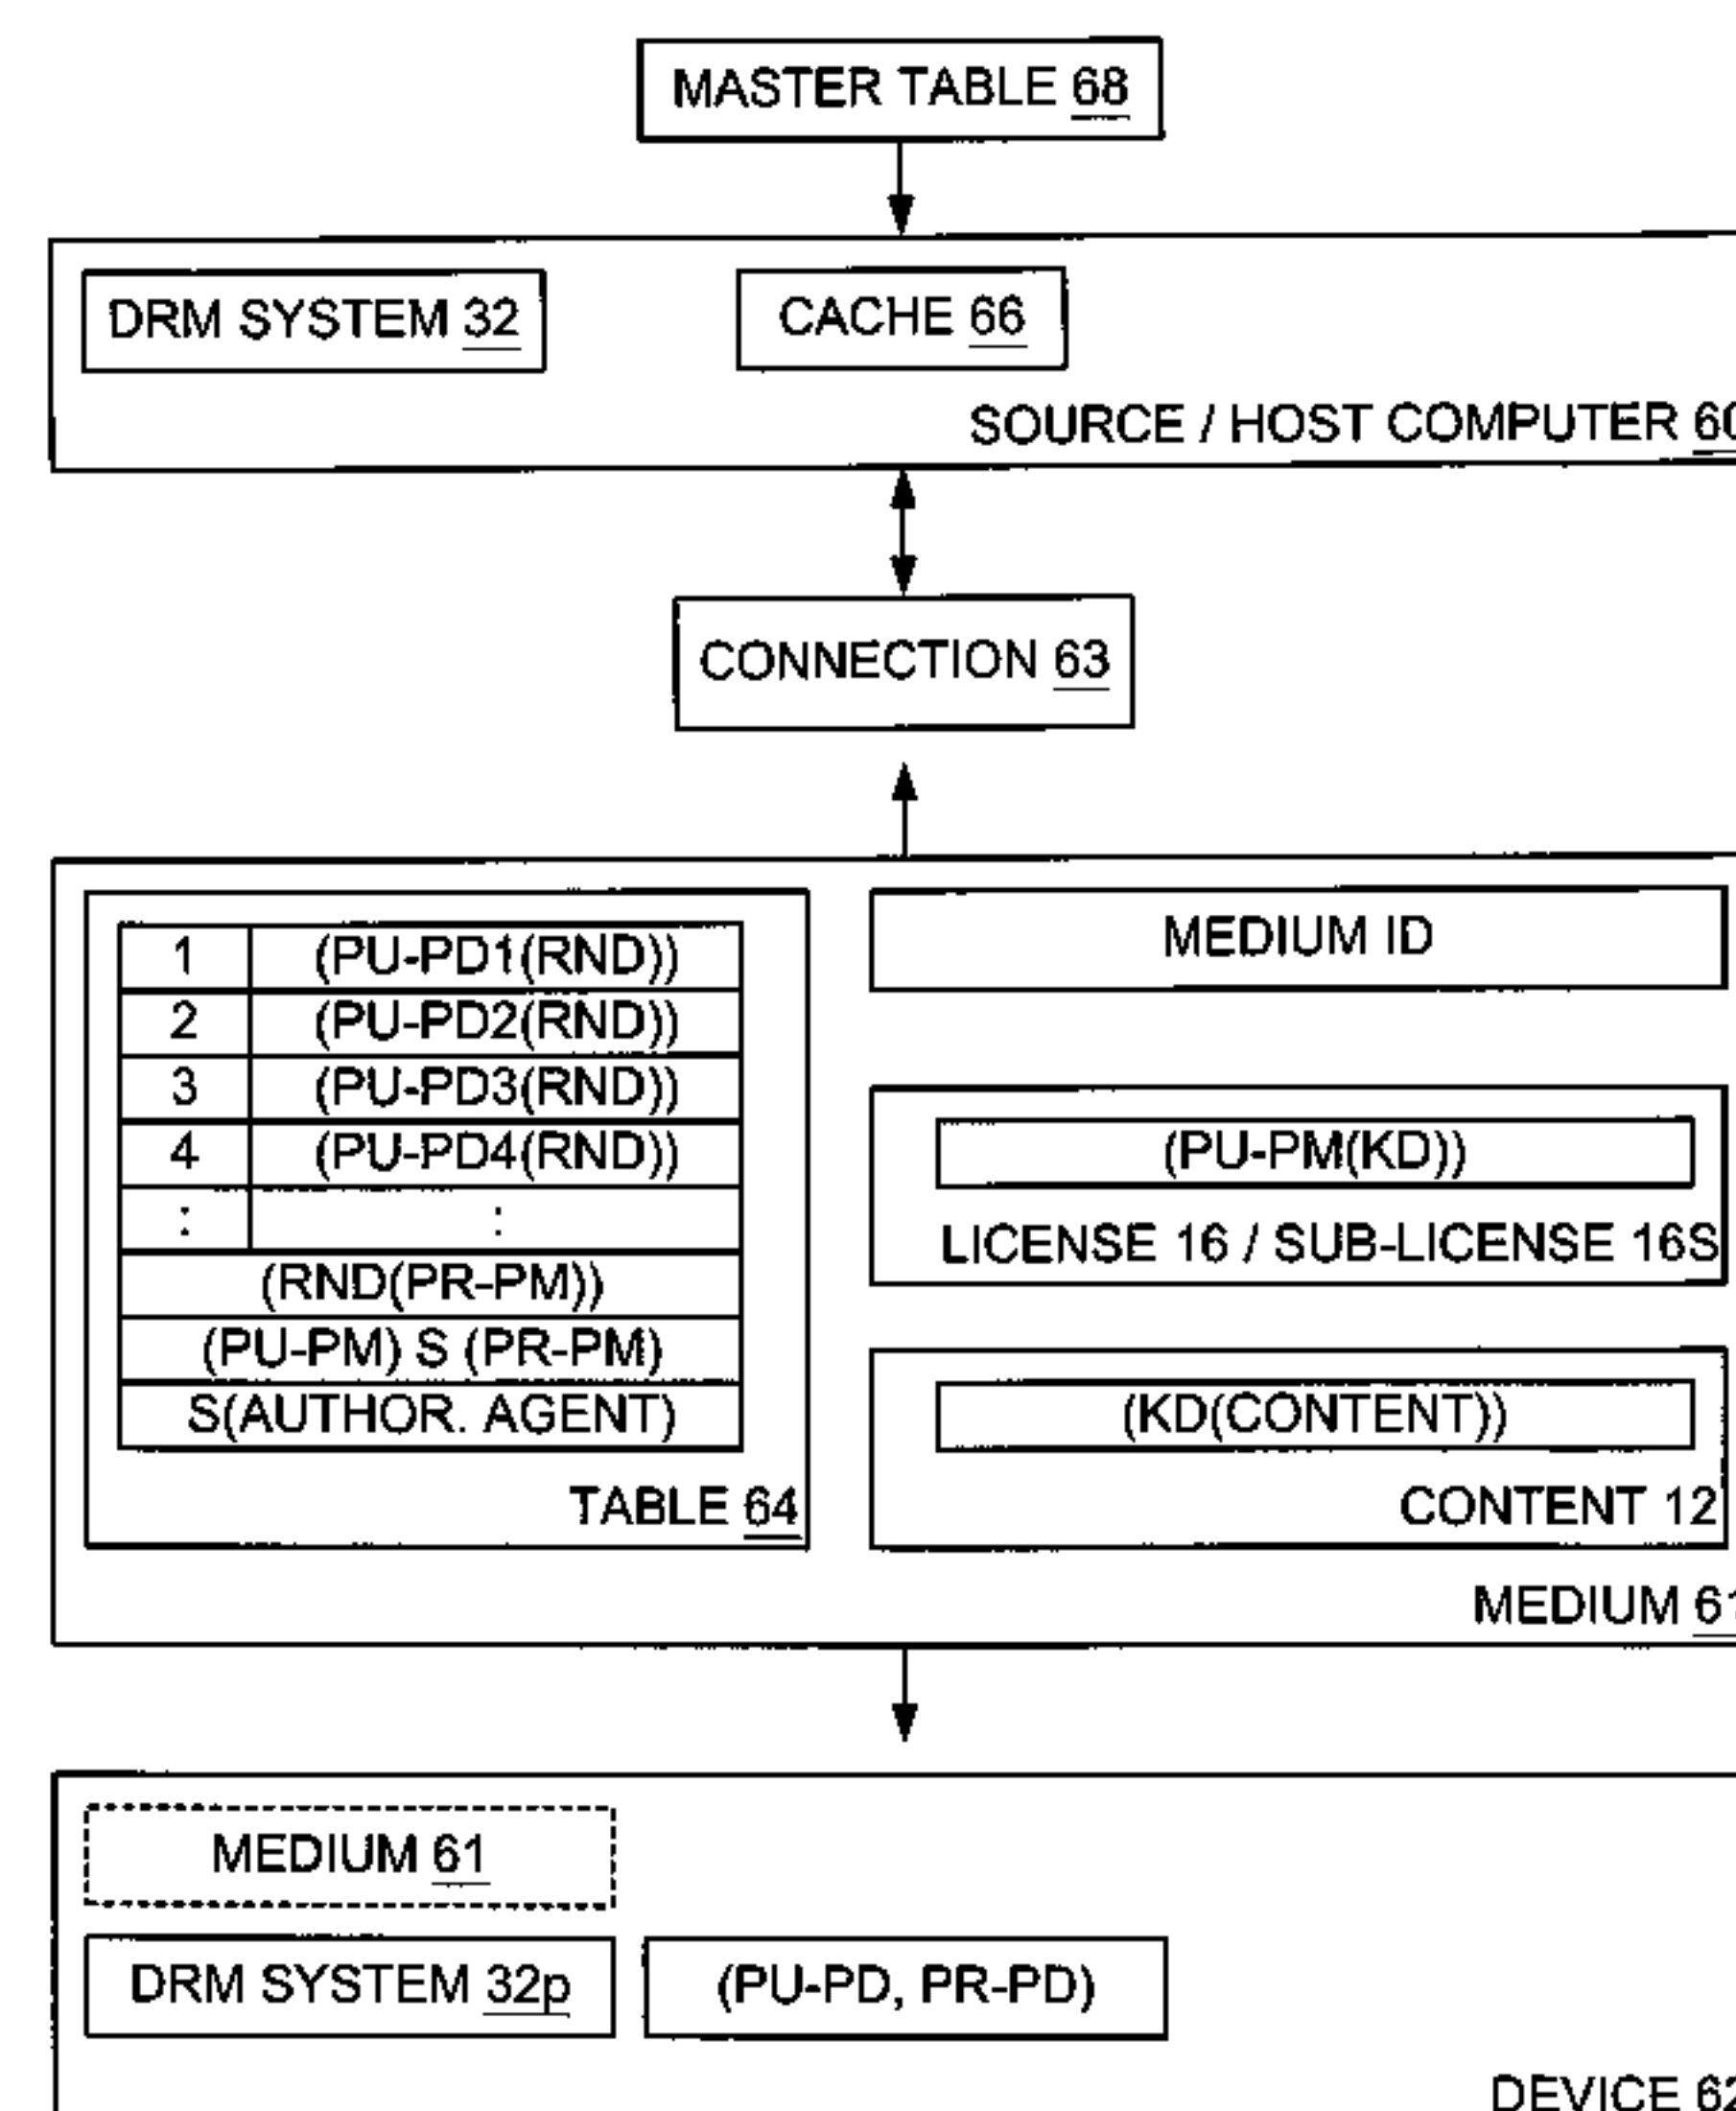 MASTER TABLE 68
DRM SYSTEM 32
CACHE 66
SOURCE / HOST COMPUTER 60
CONNECTION 63
1 (PU-PD1(RND))
2 (PU-PD2(RND))
3 (PU-PD3(RND))
4 (PU-PD4(RND))
: :
(RND(PR-PM))
(PU-PM) S (PR-PM)
S(AUTHOR. AGENT)
TABLE 64
MEDIUM ID
(PU-PM(KD))
LICENSE 16 / SUB-LICENSE 16S
(KD(CONTENT))
CONTENT 12
MEDIUM 61
MEDIUM 61
DRM SYSTEM 32p
(PU-PD, PR-PD)
DEVICE 62